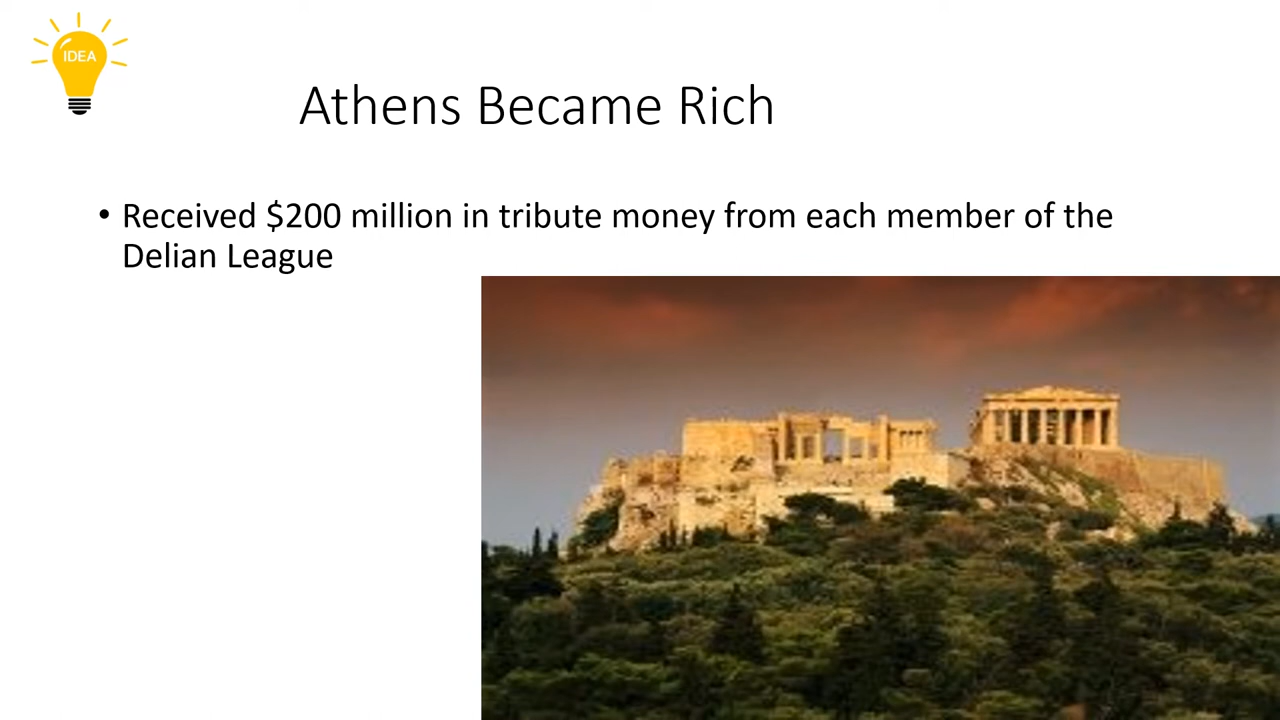 IDEA
Athens Became Rich
• Received $200 million in tribute money from each member of the
Delian League